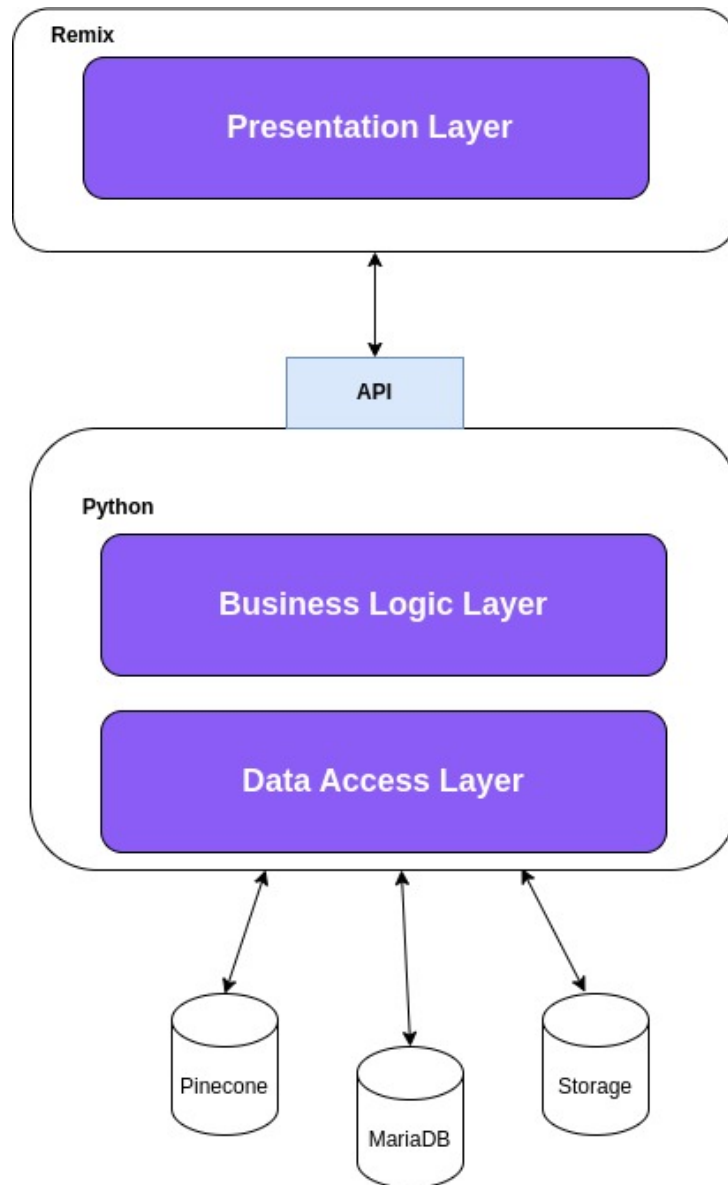 Remix
Presentation Layer
API
Python
Business Logic Layer
Data Access Layer
Pinecone
MariaDB
Storage